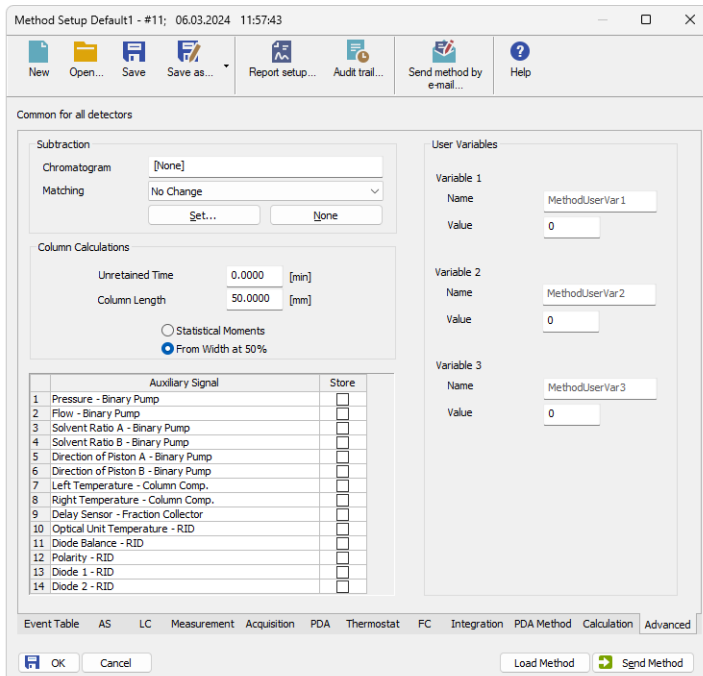 Method Setup Default1 - #11; 06.03.2024 11:57:43
New Open... Save Save as... Report setup... Audit trail... Send method by e-mail... Help
Common for all detectors
Subtraction
Chromatogram [None]
Matching No Change
Set... None
Column Calculations
Unretained Time 0.0000 [min]
Column Length 50.0000 [mm]
Statistical Moments
From Width at 50%
Auxiliary Signal Store
1 Pressure - Binary Pump
2 Flow - Binary Pump
3 Solvent Ratio A - Binary Pump
4 Solvent Ratio B - Binary Pump
5 Direction of Piston A - Binary Pump
6 Direction of Piston B - Binary Pump
7 Left Temperature - Column Comp.
8 Right Temperature - Column Comp.
9 Delay Sensor - Fraction Collector
10 Optical Unit Temperature - RID
11 Diode Balance - RID
12 Polarity - RID
13 Diode 1 - RID
14 Diode 2 - RID
User Variables
Variable 1
Name MethodUserVar1
Value 0
Variable 2
Name MethodUserVar2
Value 0
Variable 3
Name MethodUserVar3
Value 0
Event Table AS LC Measurement Acquisition PDA Thermostat FC Integration PDA Method Calculation Advanced
OK Cancel Load Method Send Method